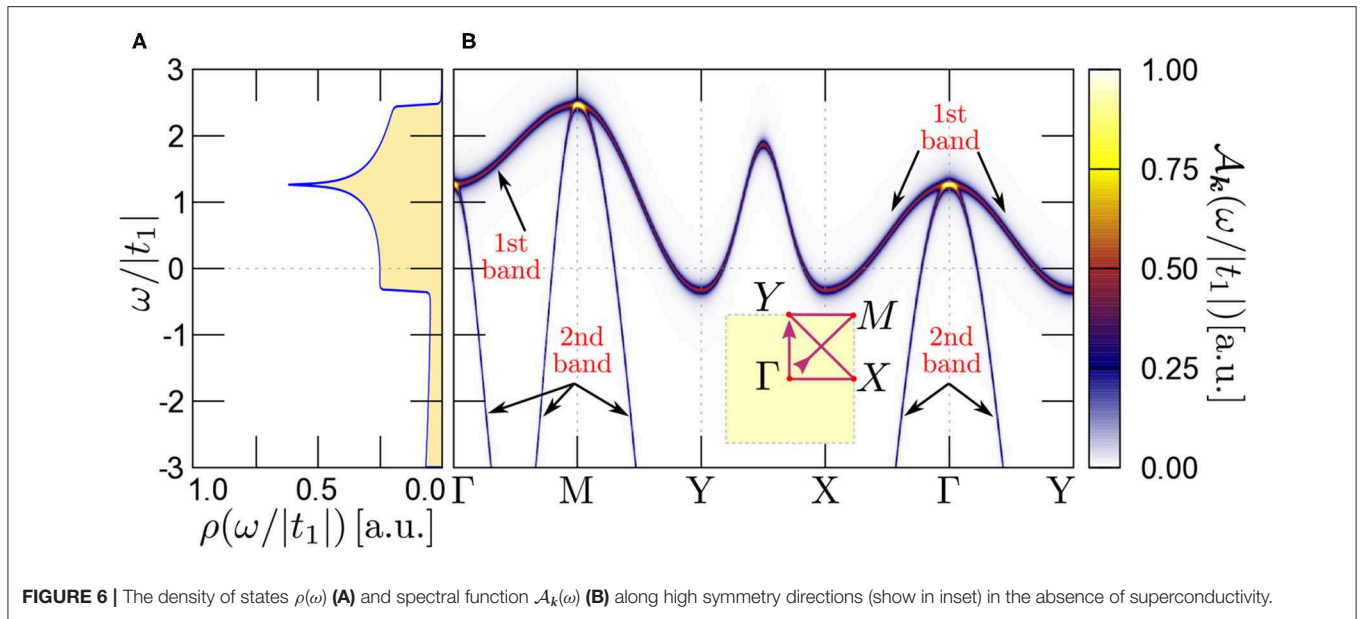 A
B
3
2
1
0
-1
-2
-3
ω/|t₁|
1.0 0.5 0.0
ρ(ω/|t₁|) [a.u.]
1st
band
1st
band
2nd
band
2nd
band
Y
M
Γ
X
Γ M Y X Γ Y
1.00
0.75
0.50
0.25
0.00
𝒜ₖ(ω/|t₁|) [a.u.]
FIGURE 6 | The density of states ρ(ω) (A) and spectral function 𝒜ₖ(ω) (B) along high symmetry directions (show in inset) in the absence of superconductivity.